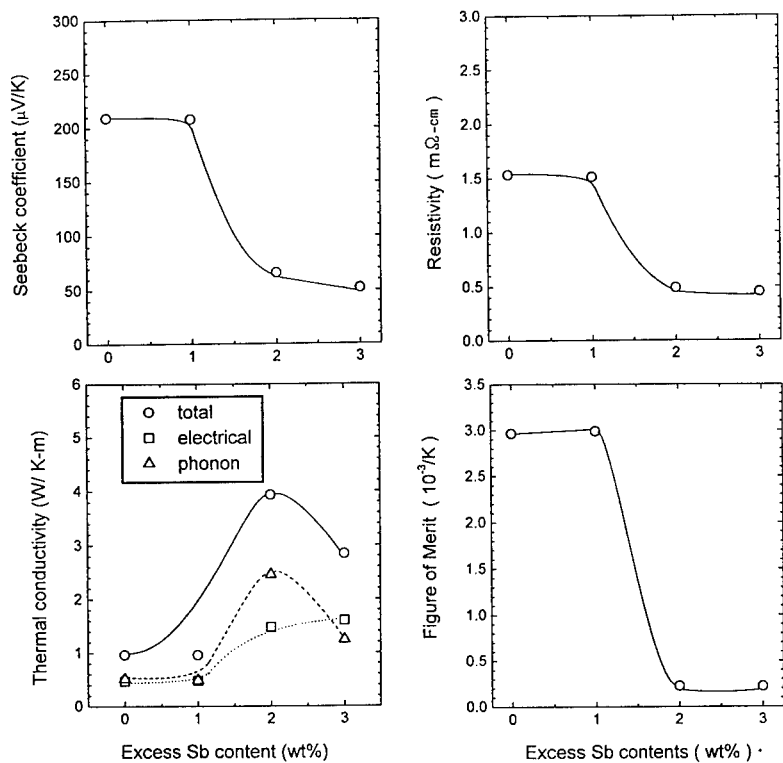 300
250
200
150
100
50
0
0 1 2 3
Seebeck coefficient (μV/K)
3.0
2.5
2.0
1.5
1.0
0.5
0.0
0 1 2 3
Resistivity ( mΩ-cm )
6
5
4
3
2
1
0
0 1 2 3
Thermal conductivity (W/ K-m)
total
electrical
phonon
Excess Sb content (wt%)
3.5
3.0
2.5
2.0
1.5
1.0
0.5
0.0
0 1 2 3
Figure of Merit ( 10⁻³/K )
Excess Sb contents ( wt% )